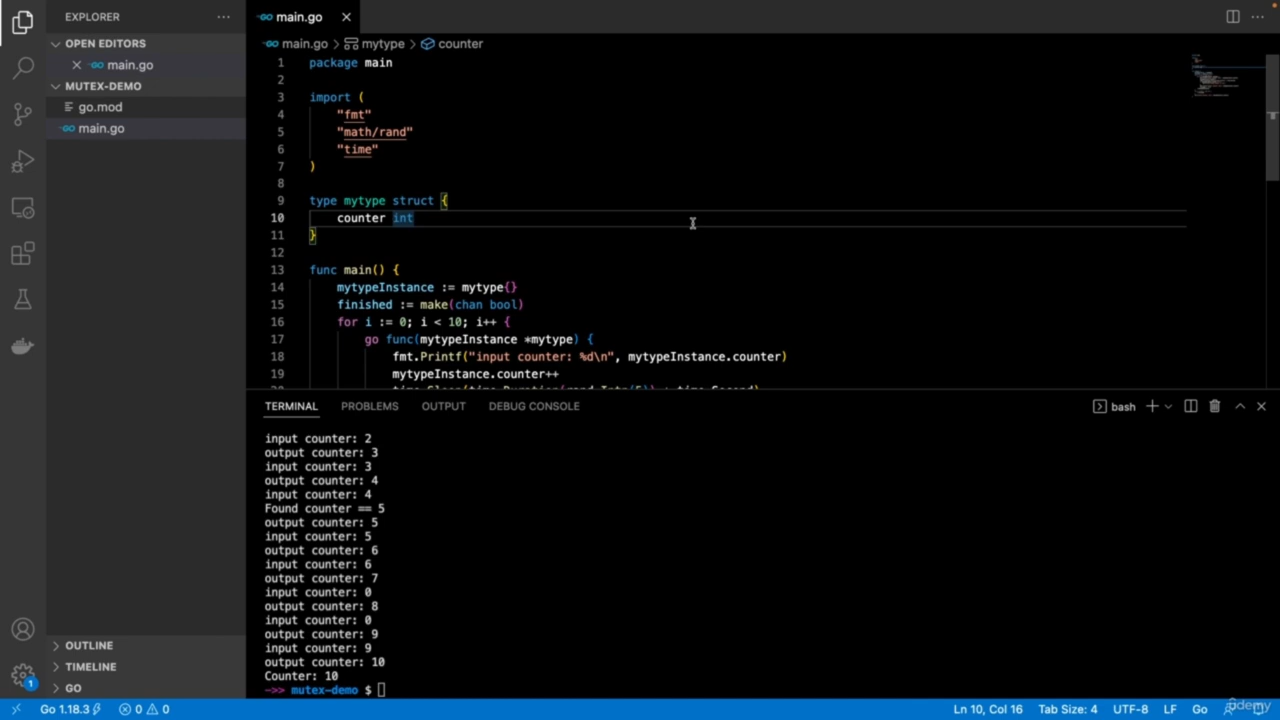 EXPLORER
OPEN EDITORS
main.go
MUTEX-DEMO
go.mod
main.go
OUTLINE
TIMELINE
GO
main.go
main.go > mytype > counter
1 package main
2
3 import (
4 "fmt"
5 "math/rand"
6 "time"
7 )
8
9 type mytype struct {
10 counter int
11 }
12
13 func main() {
14 mytypeInstance := mytype{}
15 finished := make(chan bool)
16 for i := 0; i < 10; i++ {
17 go func(mytypeInstance *mytype) {
18 fmt.Printf("input counter: %d\n", mytypeInstance.counter)
19 mytypeInstance.counter++
TERMINAL PROBLEMS OUTPUT DEBUG CONSOLE
bash
input counter: 2
output counter: 3
input counter: 3
output counter: 4
input counter: 4
Found counter == 5
output counter: 5
input counter: 5
output counter: 6
input counter: 6
output counter: 7
input counter: 0
output counter: 8
input counter: 0
output counter: 9
input counter: 9
output counter: 10
Counter: 10
->> mutex-demo $
1
Go 1.18.3 0 0 Ln 10, Col 16 Tab Size: 4 UTF-8 LF Go
udemy